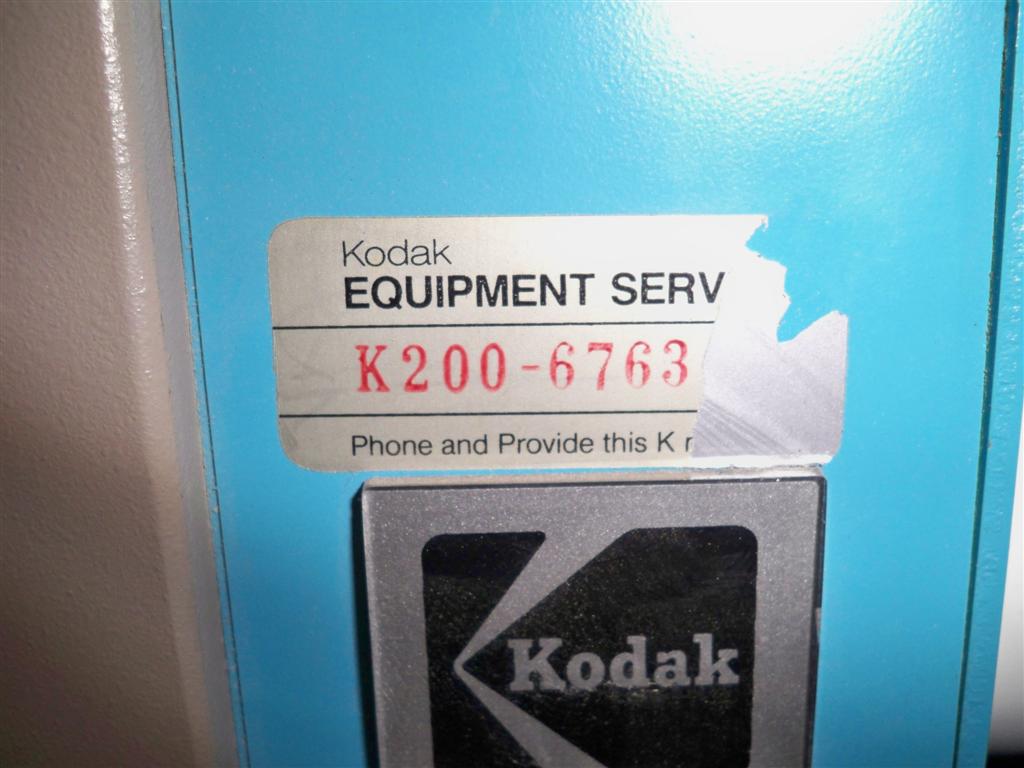 Kodak
EQUIPMENT SERV
K200-6763
Phone and Provide this K
Kodak